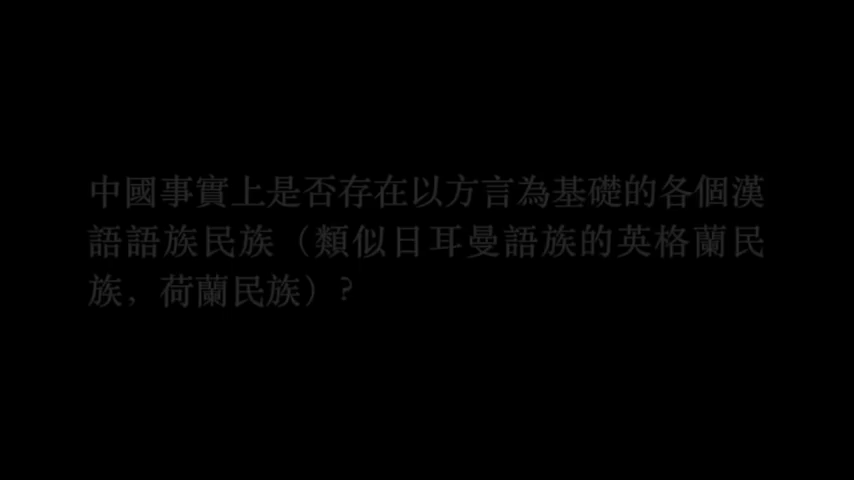 中國事實上是否存在以方言為基礎的各個漢
語語族民族（類似日耳曼語族的英格蘭民
族，荷蘭民族）?